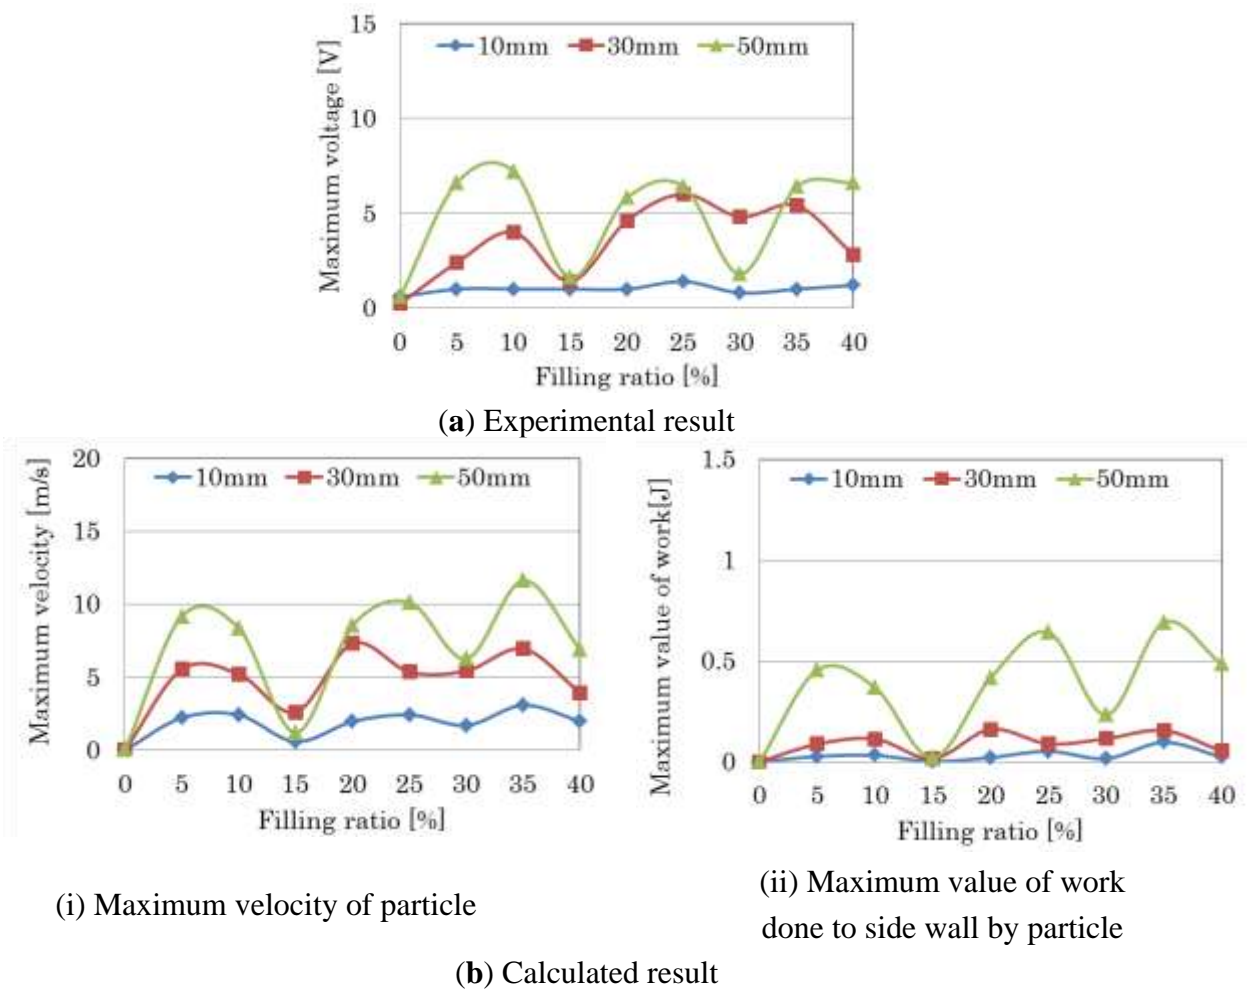 15
10mm 30mm 50mm
10
5
0
Maximum voltage [V]
0 5 10 15 20 25 30 35 40
Filling ratio [%]
(a) Experimental result
20
10mm 30mm 50mm
15
10
5
0
Maximum velocity [m/s]
0 5 10 15 20 25 30 35 40
Filling ratio [%]
(i) Maximum velocity of particle
1.5
10mm 30mm 50mm
1
0.5
0
Maximum value of work[J]
0 5 10 15 20 25 30 35 40
Filling ratio [%]
(ii) Maximum value of work
done to side wall by particle
(b) Calculated result